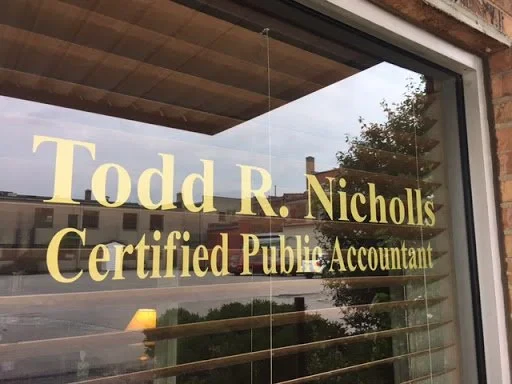 Todd R. Nicholls
Certified Public Accountant